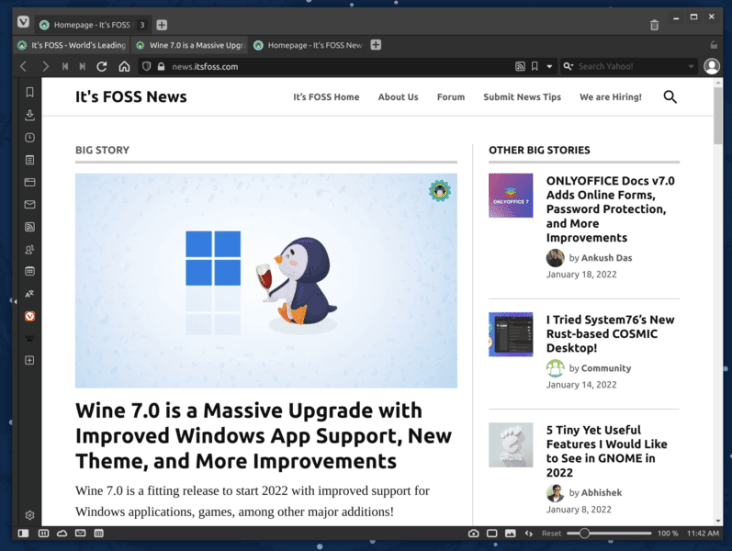 Homepage - It's FOSS
3
It's FOSS - World's Leading
Wine 7.0 is a Massive Upgr
Homepage - It's FOSS New
news.itsfoss.com
Search Yahoo!
It's FOSS News
It's FOSS Home
About Us
Forum
Submit News Tips
We are Hiring!
BIG STORY
Wine 7.0 is a Massive Upgrade with
Improved Windows App Support, New
Theme, and More Improvements
Wine 7.0 is a fitting release to start 2022 with improved support for
Windows applications, games, among other major additions!
OTHER BIG STORIES
ONLYOFFICE 7
ONLYOFFICE Docs v7.0
Adds Online Forms,
Password Protection,
and More
Improvements
by Ankush Das
January 18, 2022
I Tried System76's New
Rust-based COSMIC
Desktop!
by Community
January 14, 2022
5 Tiny Yet Useful
Features I Would Like
to See in GNOME in
2022
by Abhishek
January 8, 2022
Reset
100 %
11:42 AM